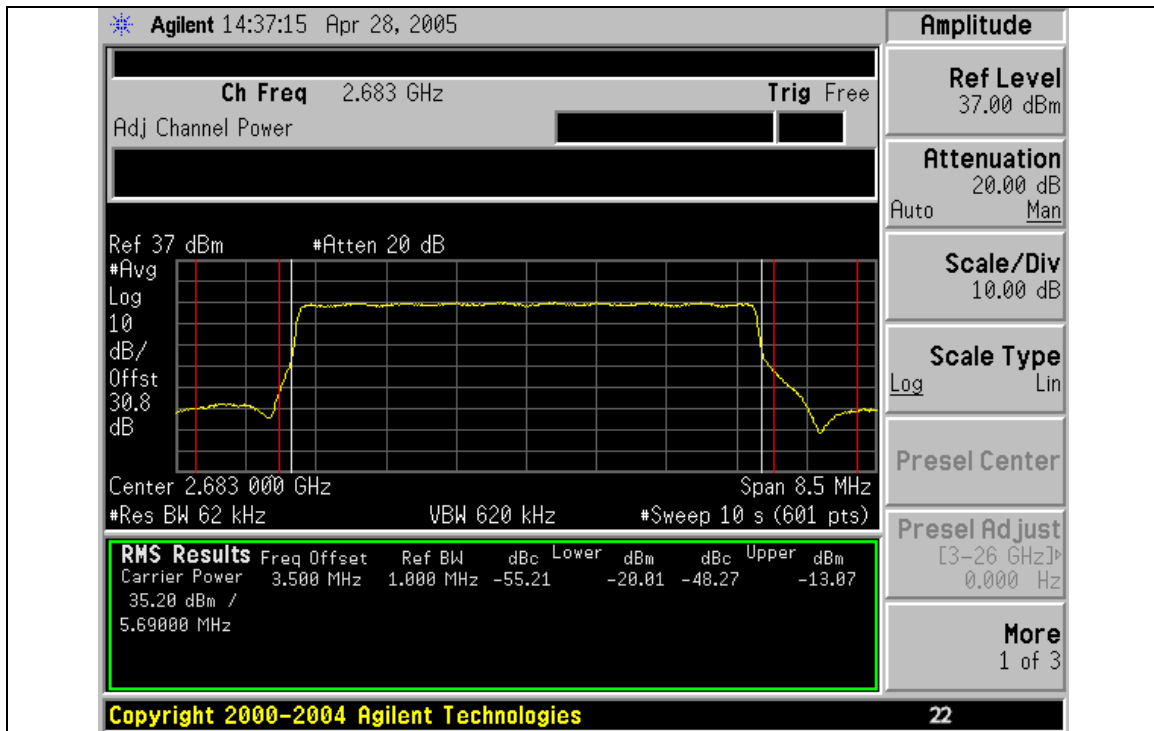 Agilent 14:37:15 Apr 28, 2005
Ch Freq 2.683 GHz Trig Free
Adj Channel Power
Ref 37 dBm #Atten 20 dB
#Avg
Log
10
dB/
Offst
30.8
dB
Center 2.683 000 GHz Span 8.5 MHz
#Res BW 62 kHz VBW 620 kHz #Sweep 10 s (601 pts)
RMS Results Freq Offset Ref BW dBc Lower dBm dBc Upper dBm
Carrier Power 3.500 MHz 1.000 MHz -55.21 -20.01 -48.27 -13.07
35.20 dBm /
5.69000 MHz
Copyright 2000-2004 Agilent Technologies
Amplitude
Ref Level
37.00 dBm
Attenuation
20.00 dB
Auto Man
Scale/Div
10.00 dB
Scale Type
Log Lin
Presel Center
Presel Adjust
[3-26 GHz]
0.000 Hz
More
1 of 3
22